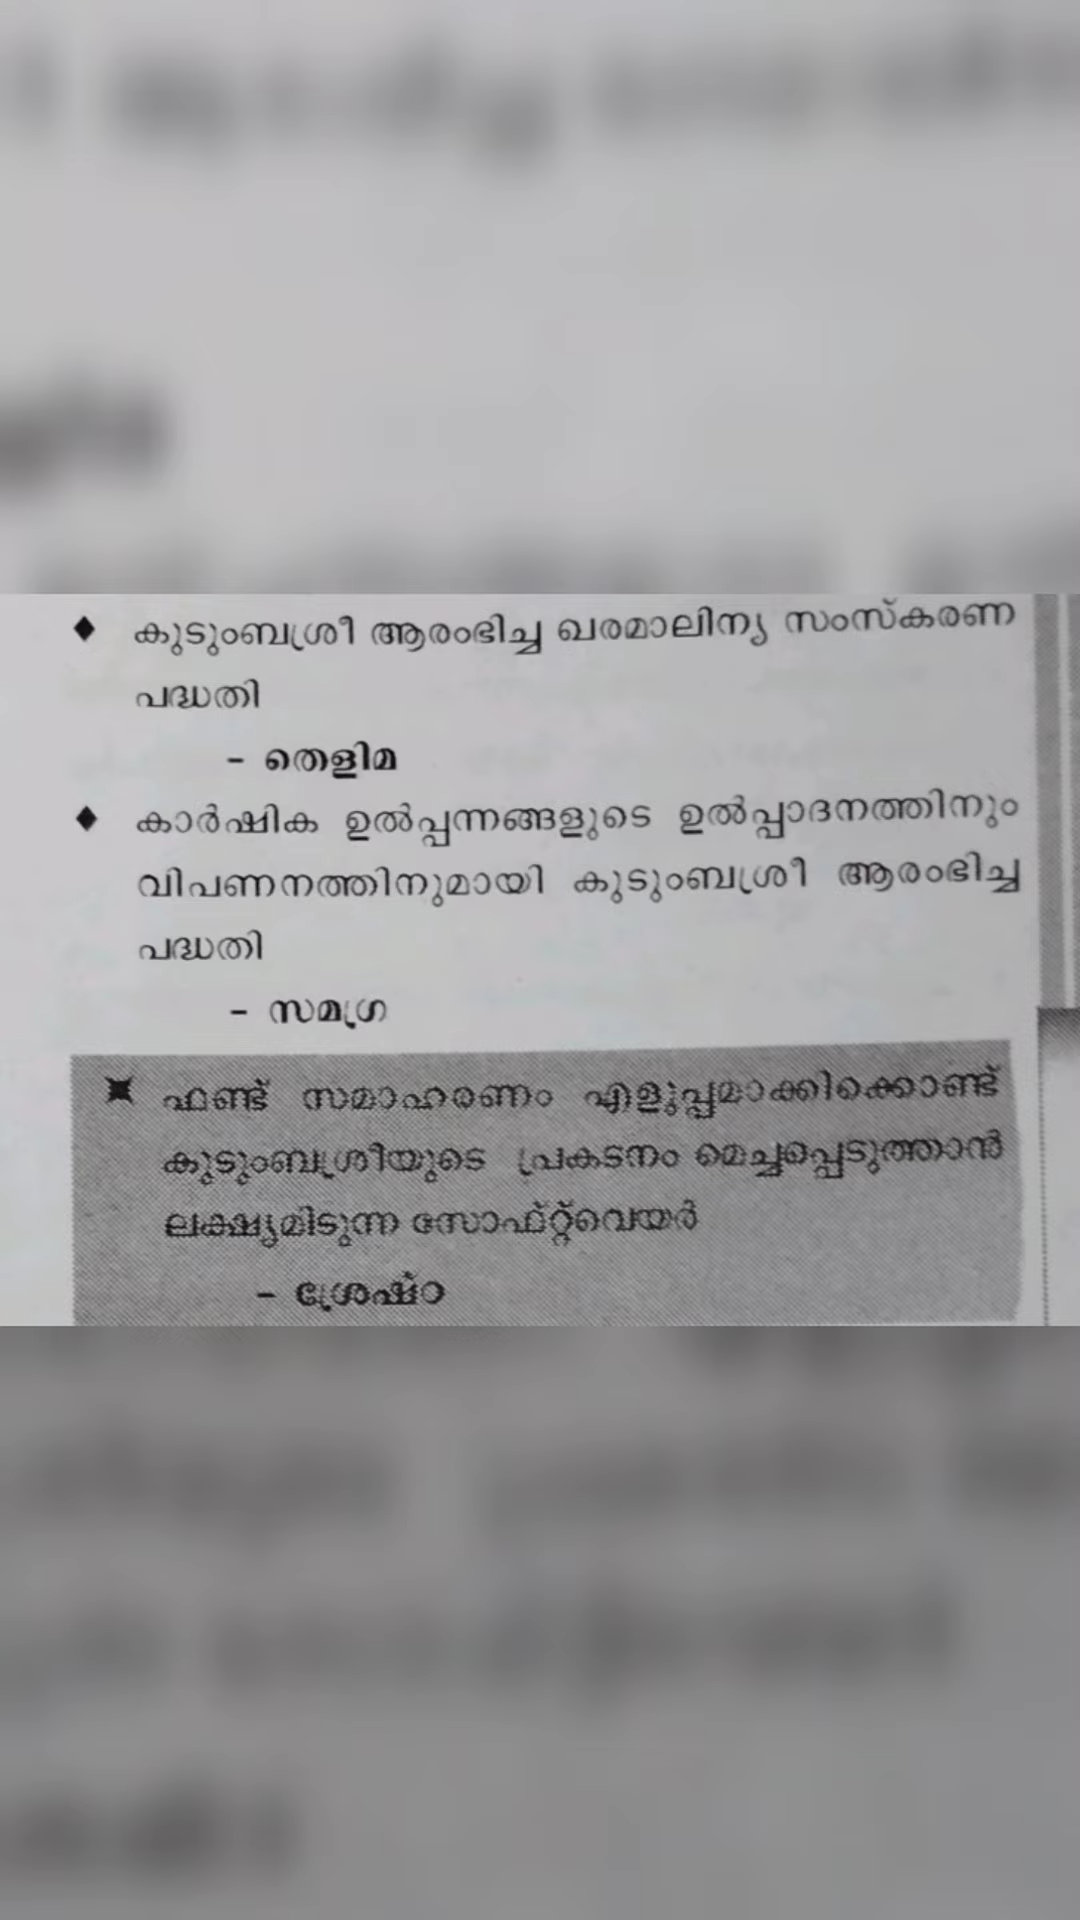 ♦ കുടുംബശ്രീ ആരംഭിച്ച ഖരമാലിന്യ സംസ്കരണ
പദ്ധതി
- തെളിമ
♦ കാർഷിക ഉൽപ്പന്നങ്ങളുടെ ഉൽപ്പാദനത്തിനും
വിപണനത്തിനുമായി കുടുംബശ്രീ ആരംഭിച്ച
പദ്ധതി
- സമഗ്ര
ഫണ്ട് സമാഹരണം എളുപ്പമാക്കിക്കൊണ്ട്
കുടുംബശ്രീയുടെ പ്രകടനം മെച്ചപ്പെടുത്താൻ
ലക്ഷ്യമിടുന്ന സോഫ്റ്റ്‌വെയർ
- ശ്രേഷ്ഠ